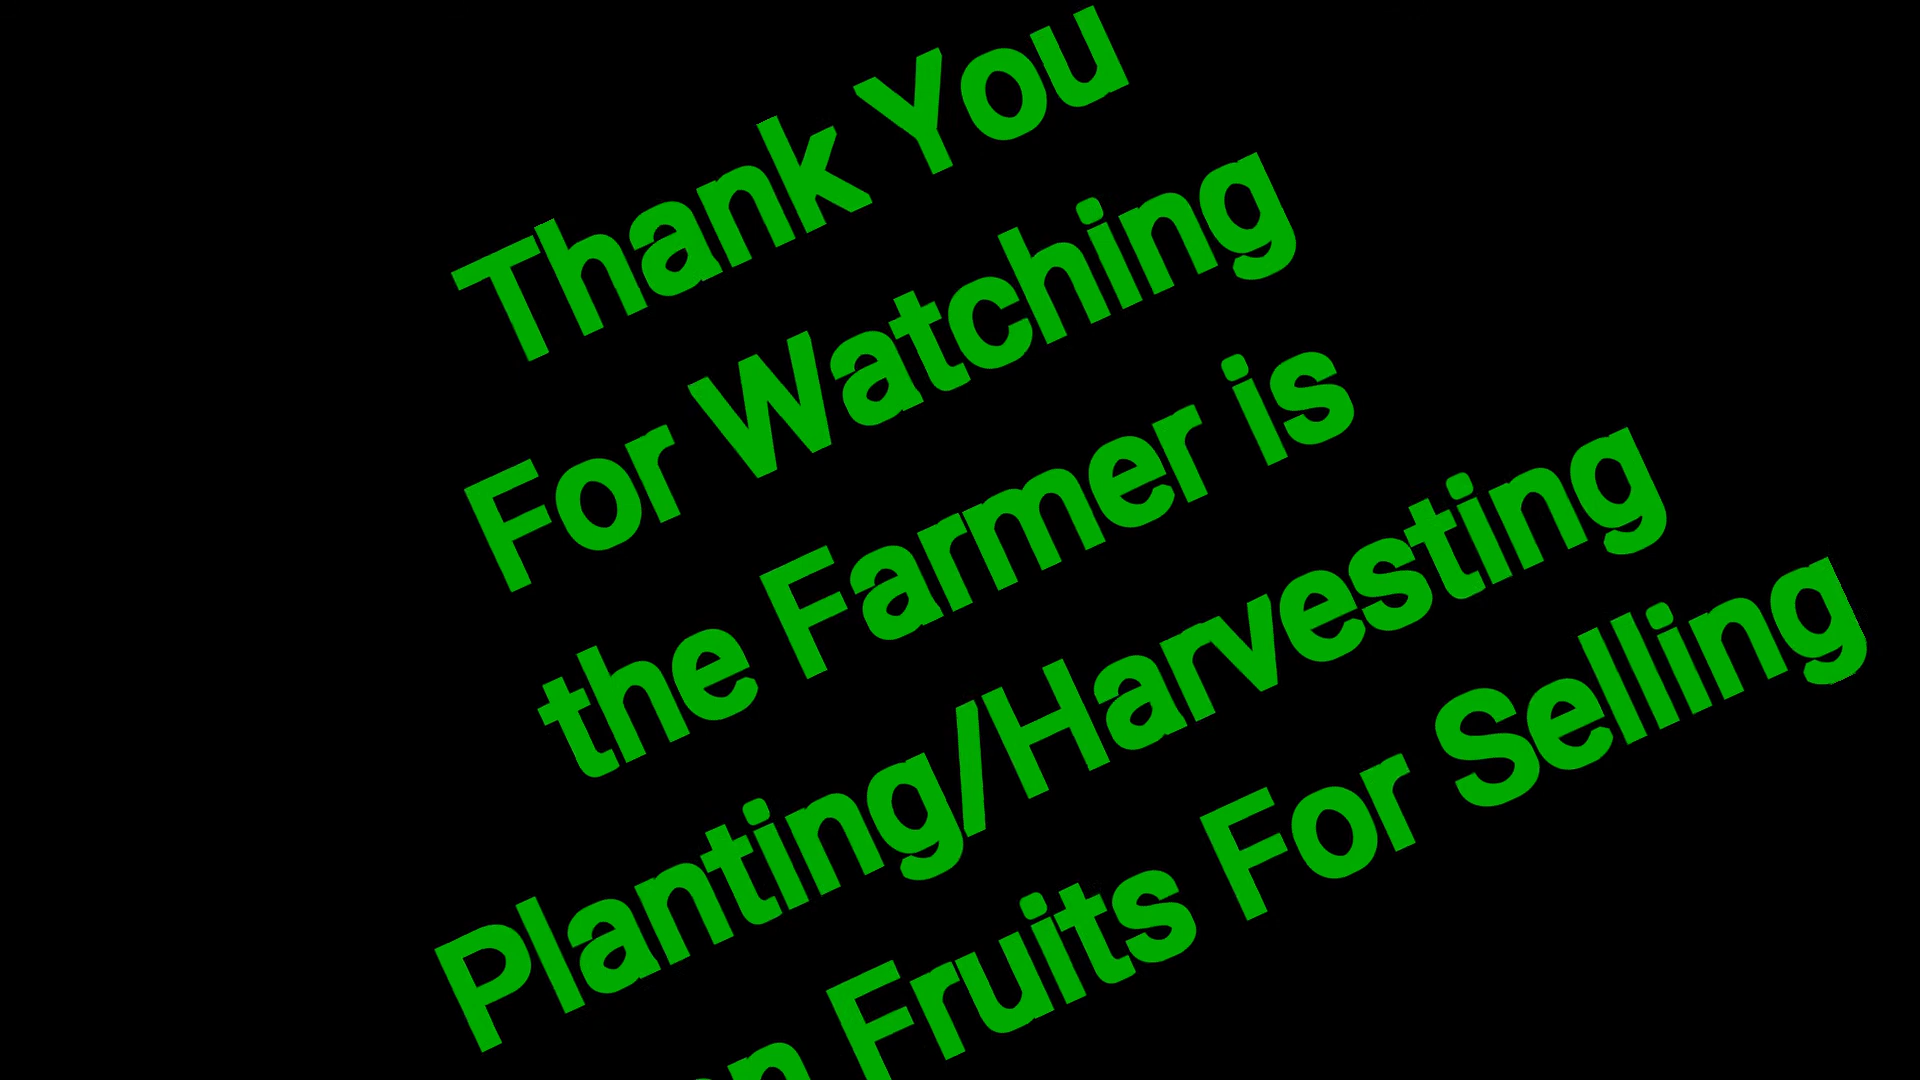 Thank You
For Watching
the Farmer is
Planting/Harvesting
Fruits For Selling